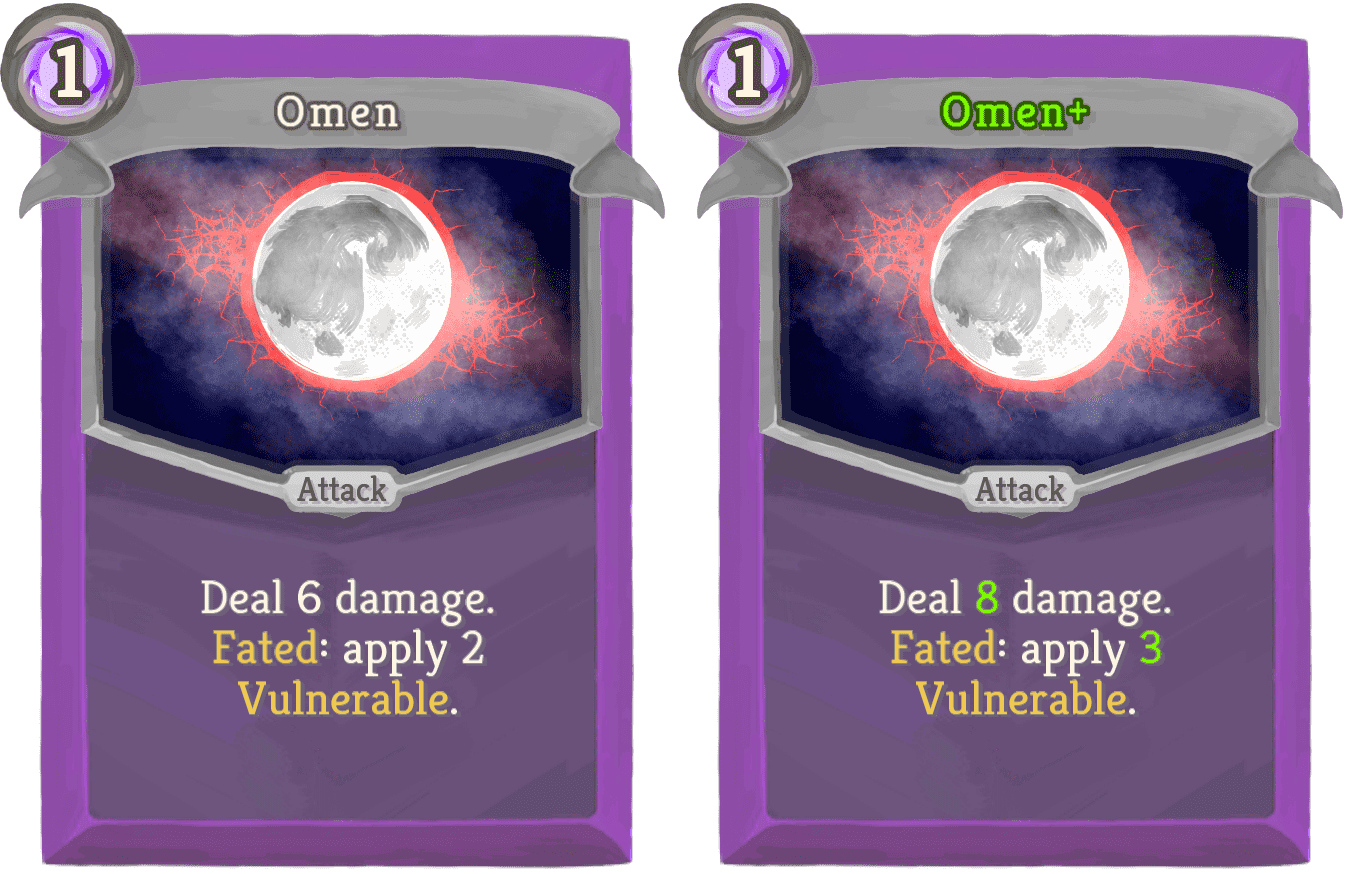 1
Omen
Attack
Deal 6 damage.
Fated: apply 2
Vulnerable.
1
Omen+
Attack
Deal 8 damage.
Fated: apply 3
Vulnerable.